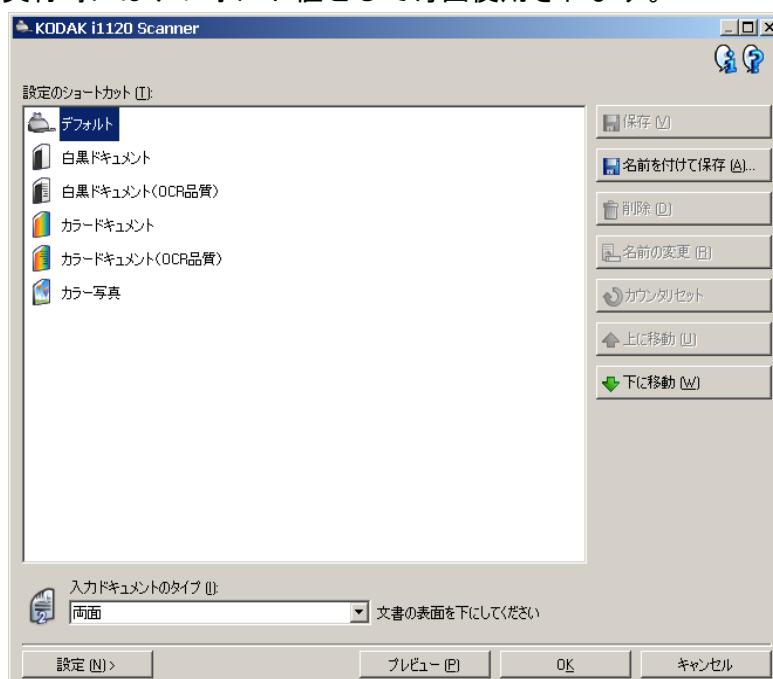 KODAK i1120 Scanner
設定のショートカット (T):
デフォルト
白黒ドキュメント
白黒ドキュメント(OCR品質)
カラードキュメント
カラードキュメント(OCR品質)
カラー写真
保存 (V)
名前を付けて保存 (A)...
削除 (D)
名前の変更 (R)
カウンタリセット
上に移動 (U)
下に移動 (W)
入力ドキュメントのタイプ (I):
両面
文書の表面を下にしてください
設定 (N) >
プレビュー (P)
OK
キャンセル